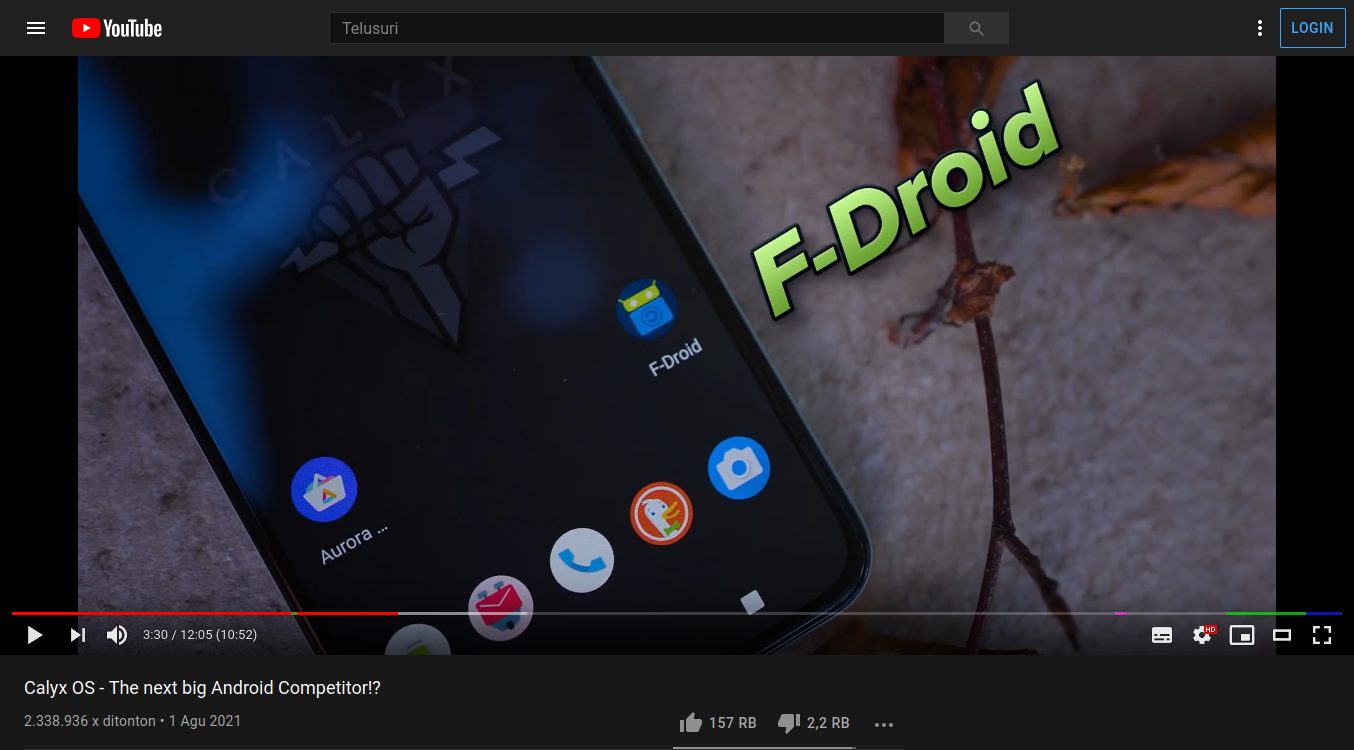 YouTube
Telusuri
LOGIN
CALYX
F-Droid
F-Droid
Aurora ...
3:30 / 12:05 (10:52)
HD
Calyx OS - The next big Android Competitor!?
2.338.936 x ditonton • 1 Agu 2021
157 RB
2,2 RB